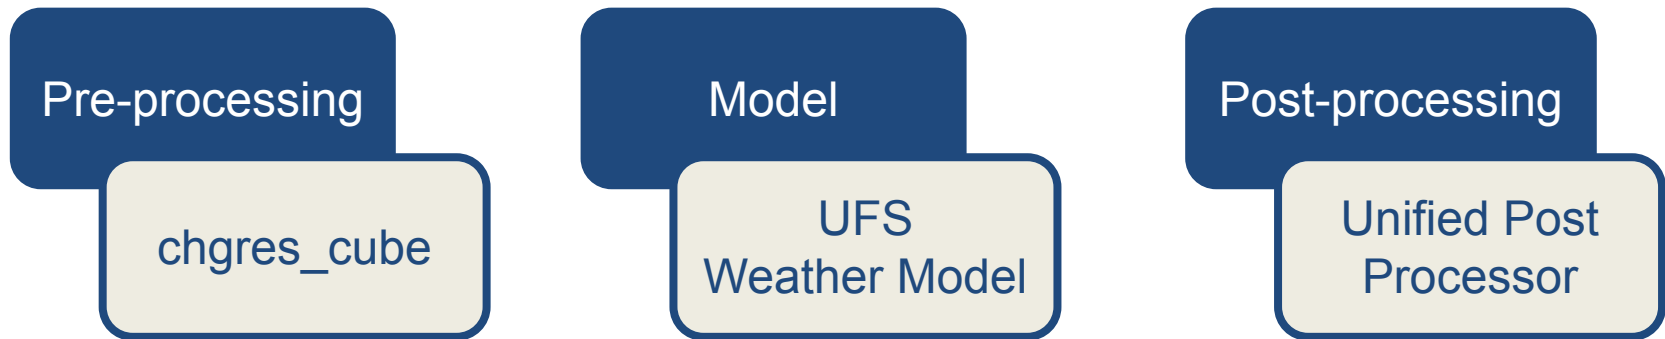 Pre-processing
chgres_cube
Model
UFS
Weather Model
Post-processing
Unified Post
Processor